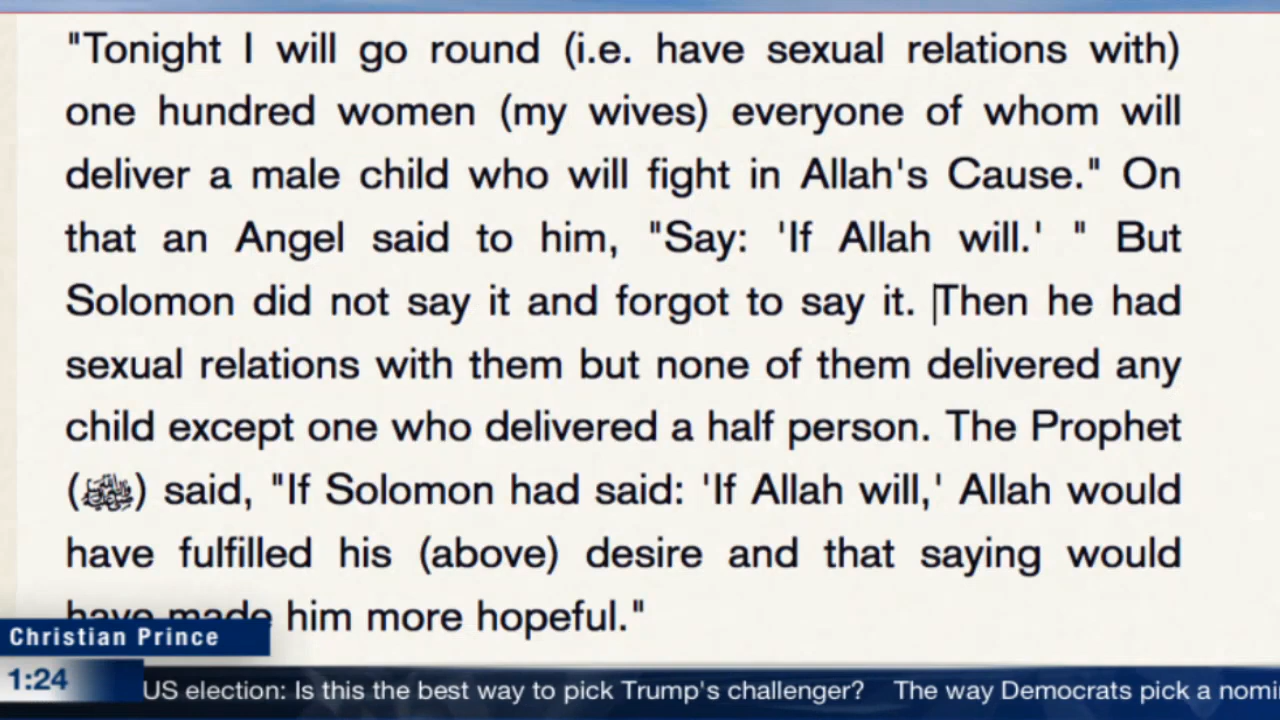 "Tonight I will go round (i.e. have sexual relations with)
one hundred women (my wives) everyone of whom will
deliver a male child who will fight in Allah's Cause." On
that an Angel said to him, "Say: 'If Allah will.' " But
Solomon did not say it and forgot to say it. Then he had
sexual relations with them but none of them delivered any
child except one who delivered a half person. The Prophet
(ﷺ) said, "If Solomon had said: 'If Allah will,' Allah would
have fulfilled his (above) desire and that saying would
have made him more hopeful."
Christian Prince
1:24
US election: Is this the best way to pick Trump's challenger? The way Democrats pick a nomi